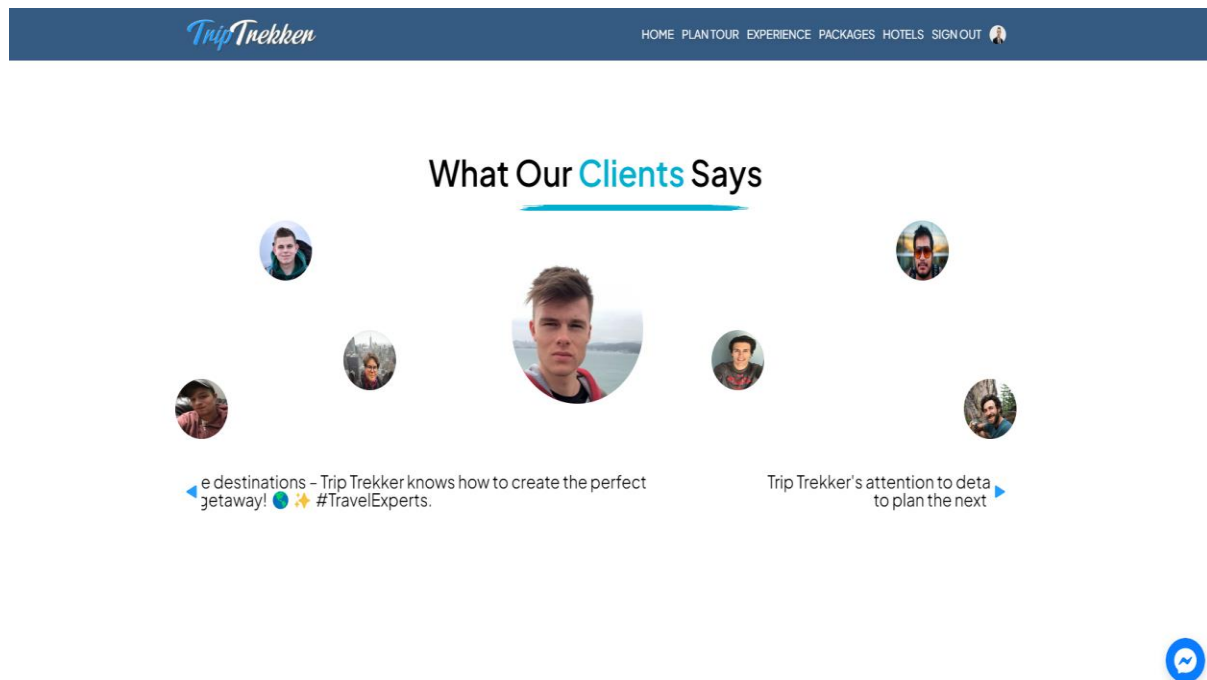 TripTrekker
HOME PLAN TOUR EXPERIENCE PACKAGES HOTELS SIGN OUT
What Our Clients Says
e destinations – Trip Trekker knows how to create the perfect
getaway! 🌎 ✨ #TravelExperts.
Trip Trekker's attention to deta
to plan the next